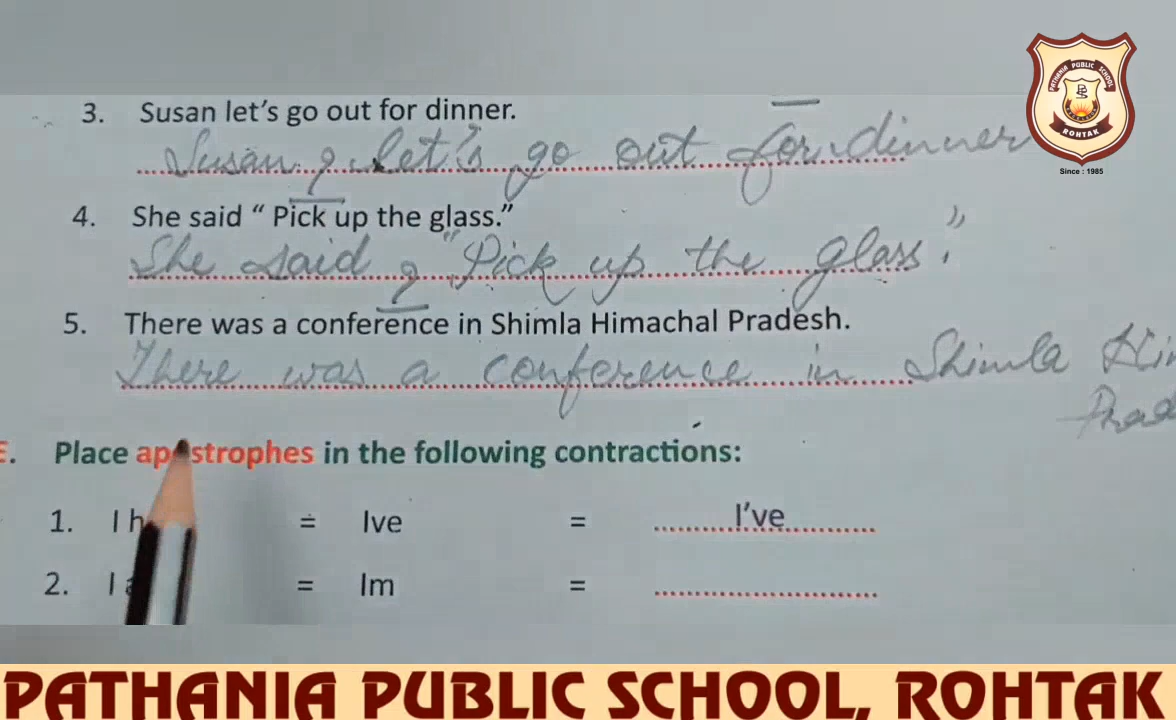 PATHANIA PUBLIC SCHOOL
PS
ROHTAK
Since : 1985
3. Susan let's go out for dinner.
Susan, let's go out for dinner
4. She said “ Pick up the glass.”
She said, "Pick up the glass."
5. There was a conference in Shimla Himachal Pradesh.
There was a conference in Shimla
E. Place apostrophes in the following contractions:
1. I = Ive = I've
2. I = Im =
PATHANIA PUBLIC SCHOOL, ROHTAK